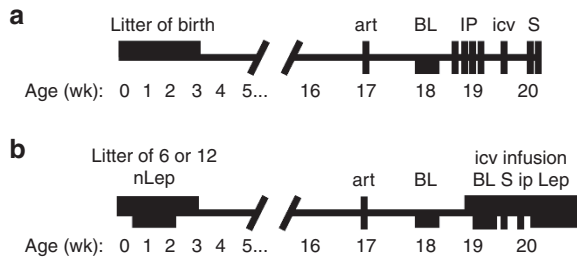 a
Litter of birth art BL IP icv S
Age (wk): 0 1 2 3 4 5... 16 17 18 19 20
b
Litter of 6 or 12 icv infusion
nLep art BL BL S ip Lep
Age (wk): 0 1 2 3 4 5... 16 17 18 19 20